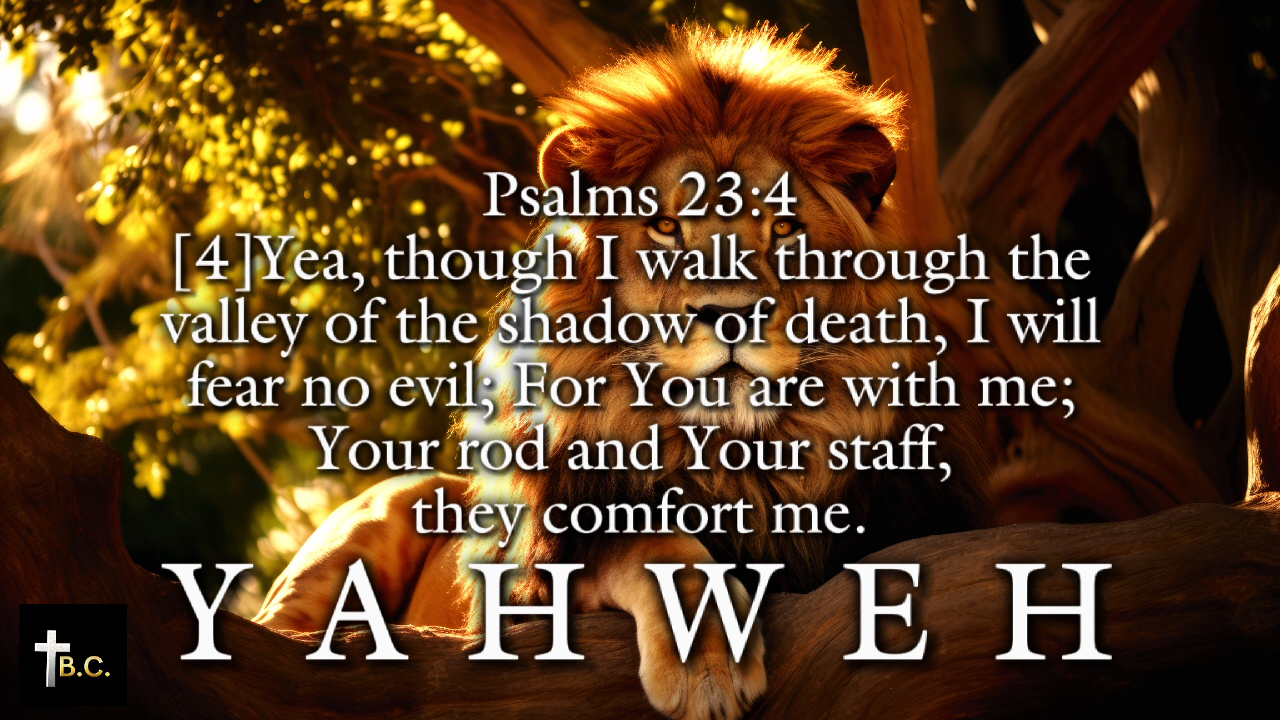 Psalms 23:4
[4]Yea, though I walk through the
valley of the shadow of death, I will
fear no evil; For You are with me;
Your rod and Your staff,
they comfort me.
YAHWEH
B.C.